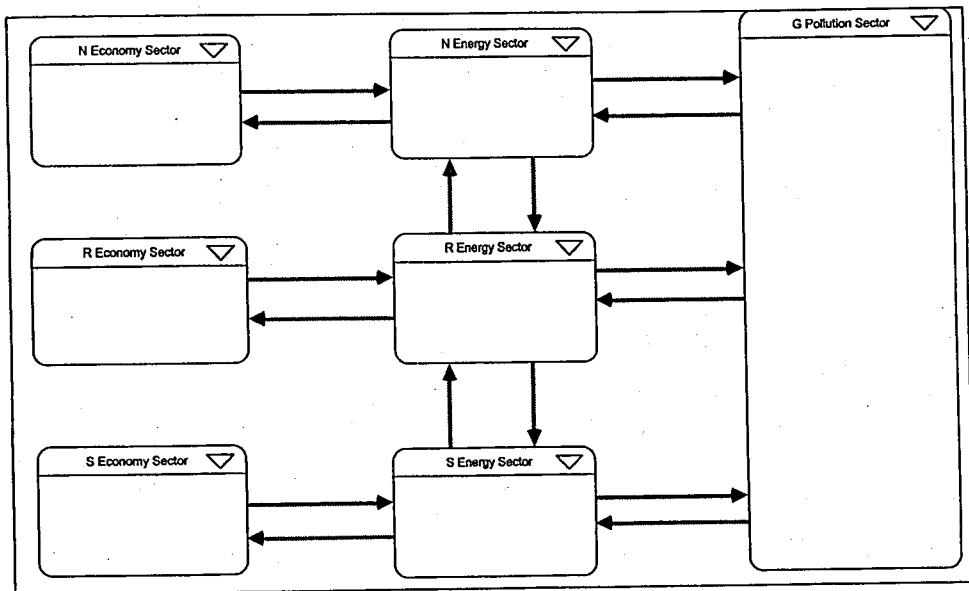 N Economy Sector
N Energy Sector
G Pollution Sector
R Economy Sector
R Energy Sector
S Economy Sector
S Energy Sector